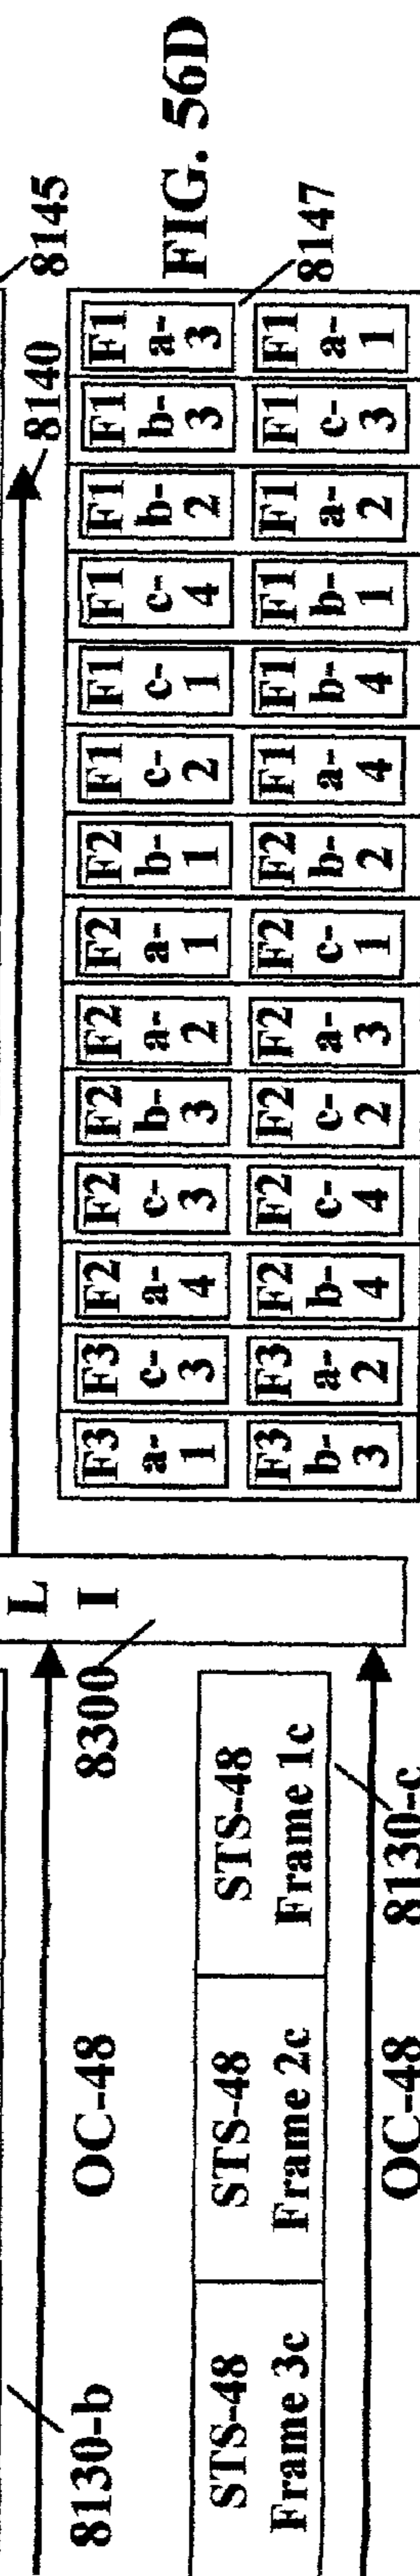 L
8140 8145
8130-b OC-48 8300 I
F3 F3 F2 F2 F2 F2 F2 F2 F1 F1 F1 F1 F1 F1
a- c- a- c- b- a- a- b- c- c- c- b- b- a-
1 3 4 3 3 2 1 1 2 1 4 2 3 3
FIG. 56D
STS-48 STS-48 STS-48
Frame 3c Frame 2c Frame 1c
F3 F3 F2 F2 F2 F2 F2 F2 F1 F1 F1 F1 F1 F1
b- a- b- c- c- a- c- b- a- b- b- a- c- a-
3 2 4 4 2 3 1 2 4 4 1 2 3 1
8147
OC-48 8130-c